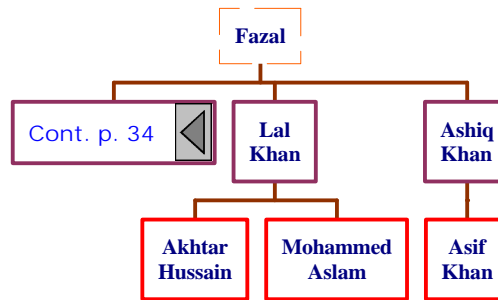 Fazal
Cont. p. 34
Lal
Khan
Ashiq
Khan
Akhtar
Hussain
Mohammed
Aslam
Asif
Khan